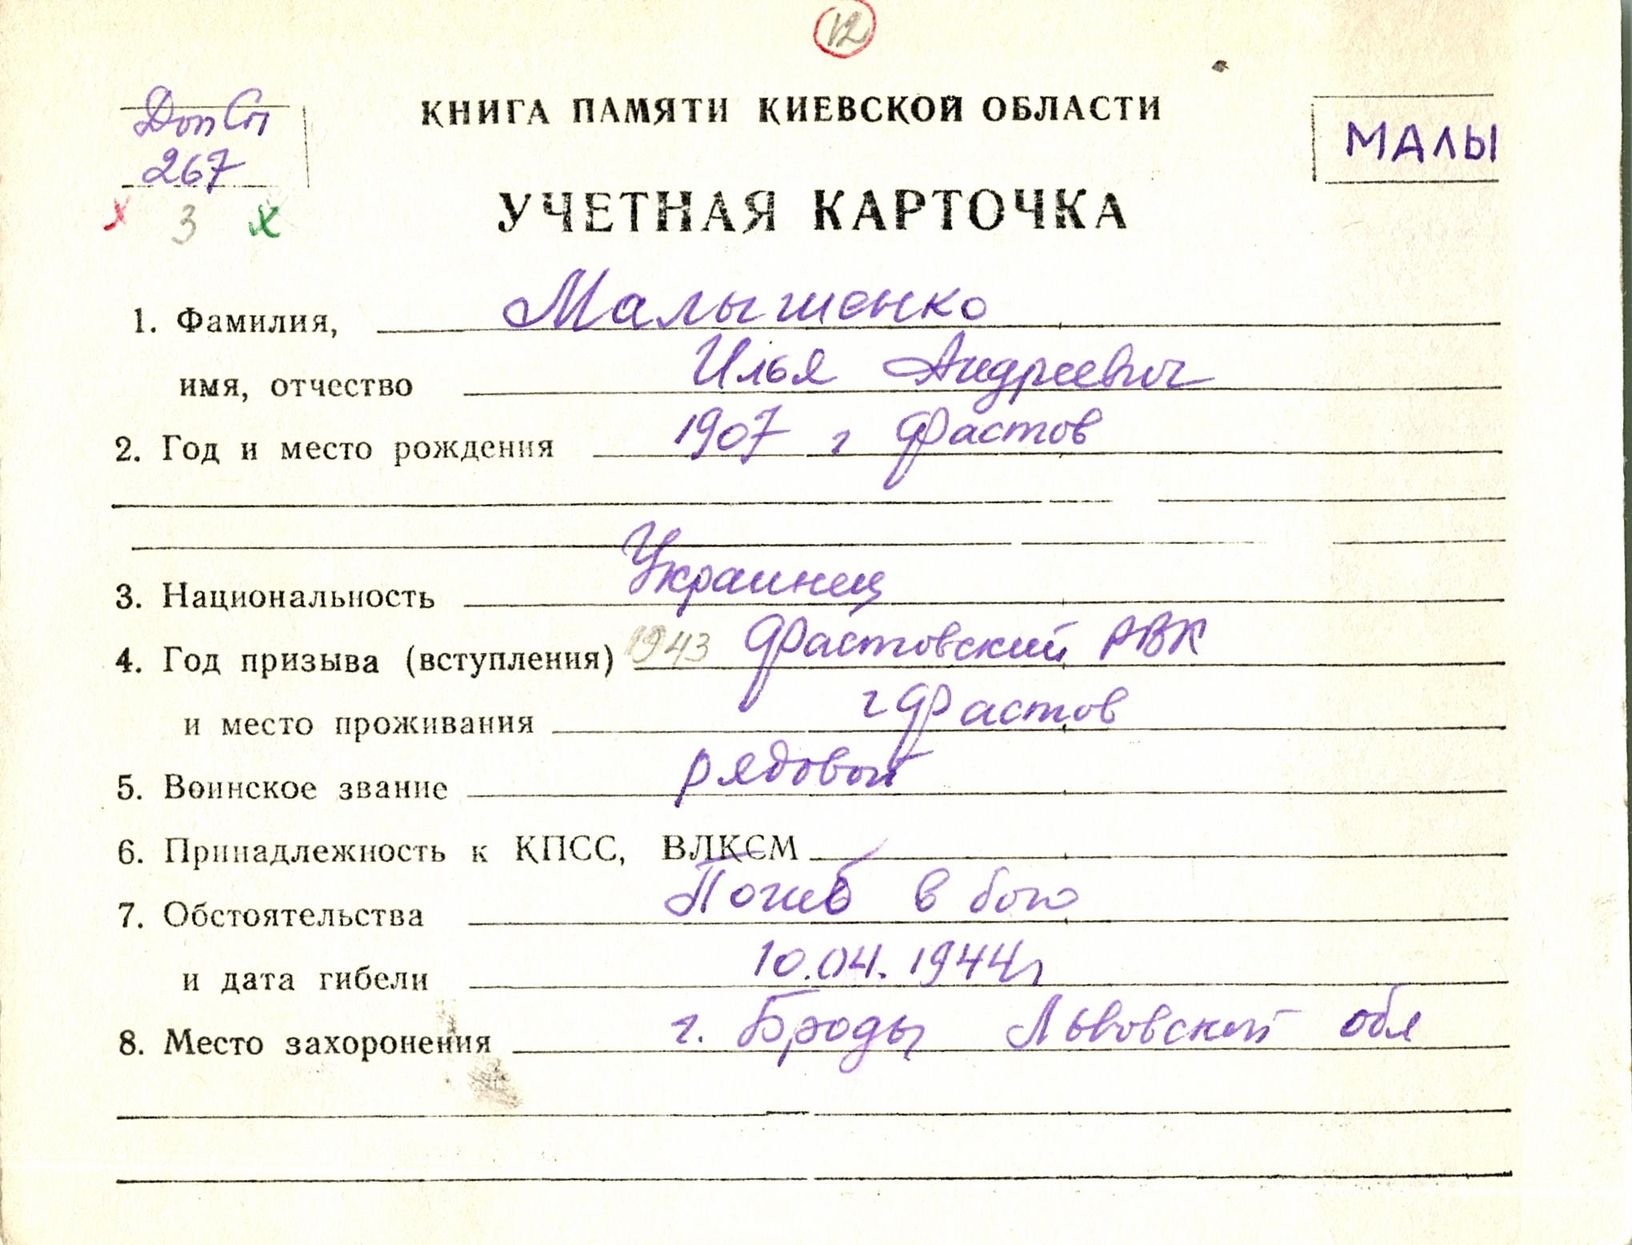 12
Доп Сп
267
х 3 х
КНИГА ПАМЯТИ КИЕВСКОЙ ОБЛАСТИ
МАЛЫ
УЧЕТНАЯ КАРТОЧКА
1. Фамилия, Малышенко
имя, отчество Илья Андреевич
2. Год и место рождения 1907 г Фастов
3. Национальность Украинец
4. Год призыва (вступления) 1943 Фастовский РВК
и место проживания г Фастов
5. Воинское звание рядовой
6. Принадлежность к КПСС, ВЛКСМ
7. Обстоятельства Погиб в бою
и дата гибели 10.04.1944г
8. Место захоронения г. Броды Львовской обл